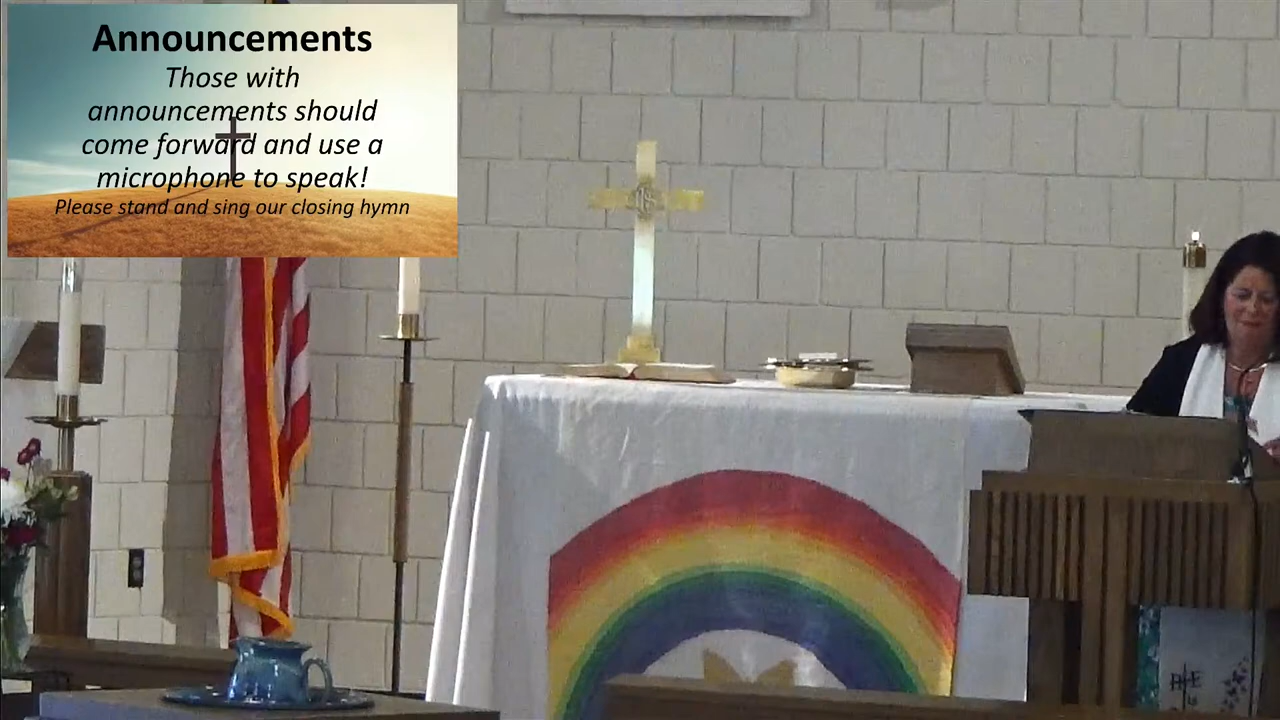 Announcements
Those with
announcements should
come forward and use a
microphone to speak!
Please stand and sing our closing hymn
IHS